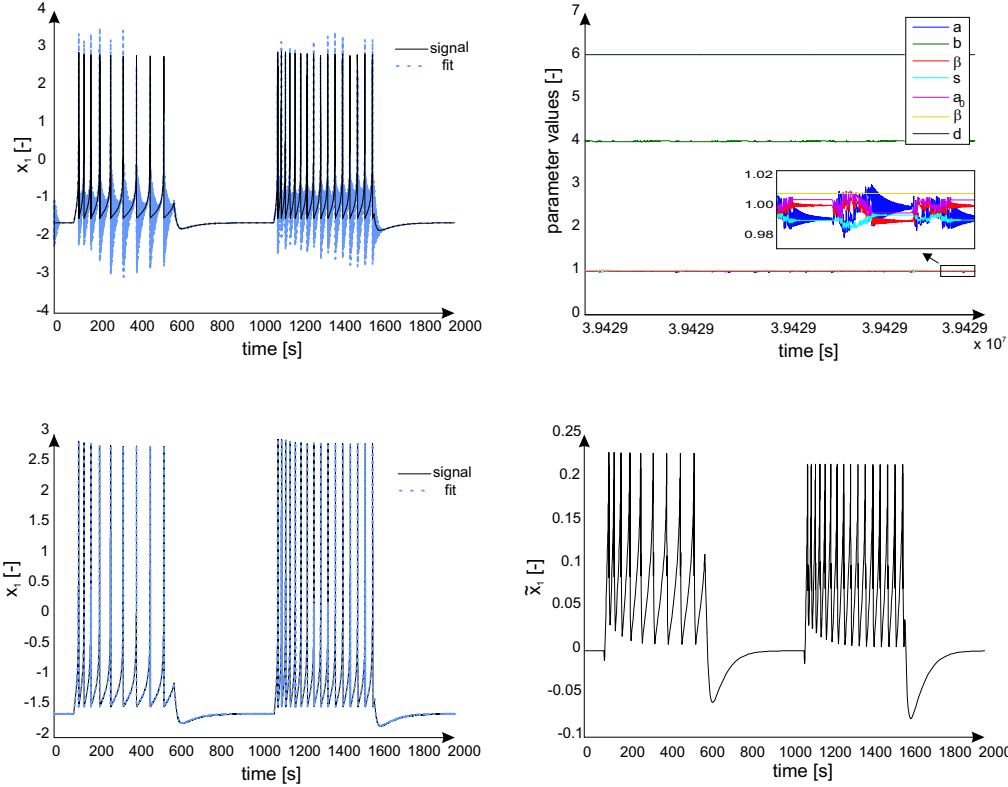 4
3
2
1
0
-1
-2
-3
-4
x1 [-]
signal
fit
0 200 400 600 800 1000 1200 1400 1600 2000
time [s]
7
6
5
4
3
2
1
0
parameter values [-]
a
b
β
s
a0
β
d
1.02
1.00
0.98
3.9429 3.9429 3.9429 3.9429 3.9429
x 10^7
time [s]
3
2.5
2
1.5
1
0.5
0
-0.5
-1
-1.5
-2
x1 [-]
signal
fit
0 200 400 600 800 1000 1200 1400 1600 2000
time [s]
0.25
0.2
0.15
0.1
0.05
0
-0.05
-0.1
x̃1 [-]
0 200 400 600 800 1000 1200 1400 1600 2000
time [s]